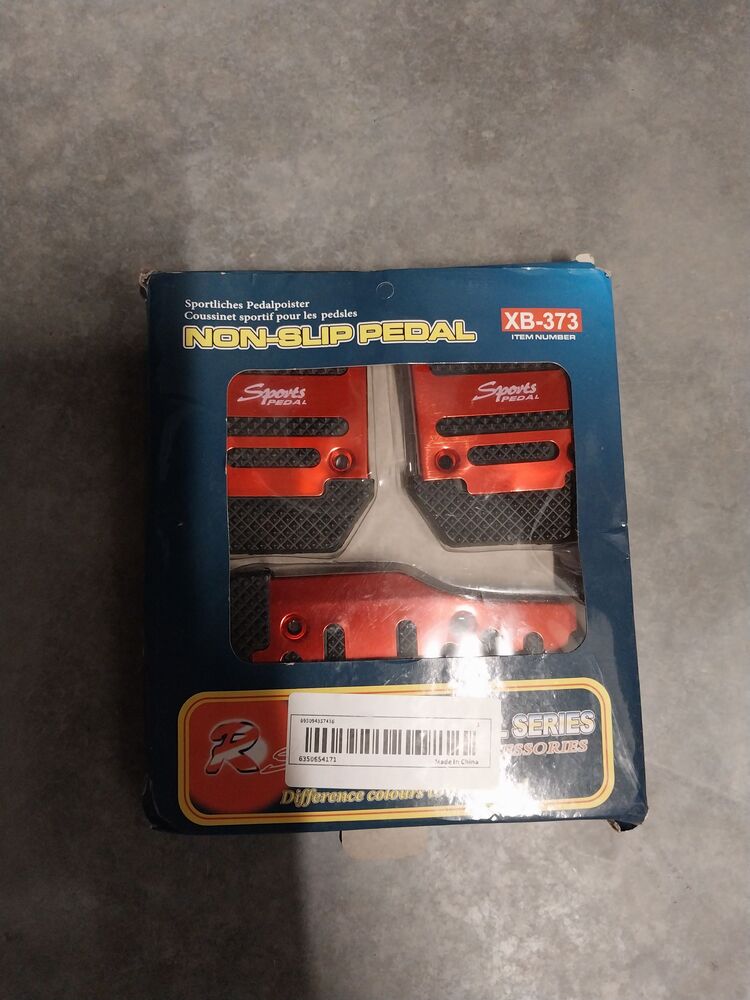 Sportliches Pedalpoister
Coussinet sportif pour les pedsles
NON-SLIP PEDAL
XB-373
ITEM NUMBER
Sports
PEDAL
Sports
PEDAL
6350654171
Made In China
R
SERIES
Difference colours